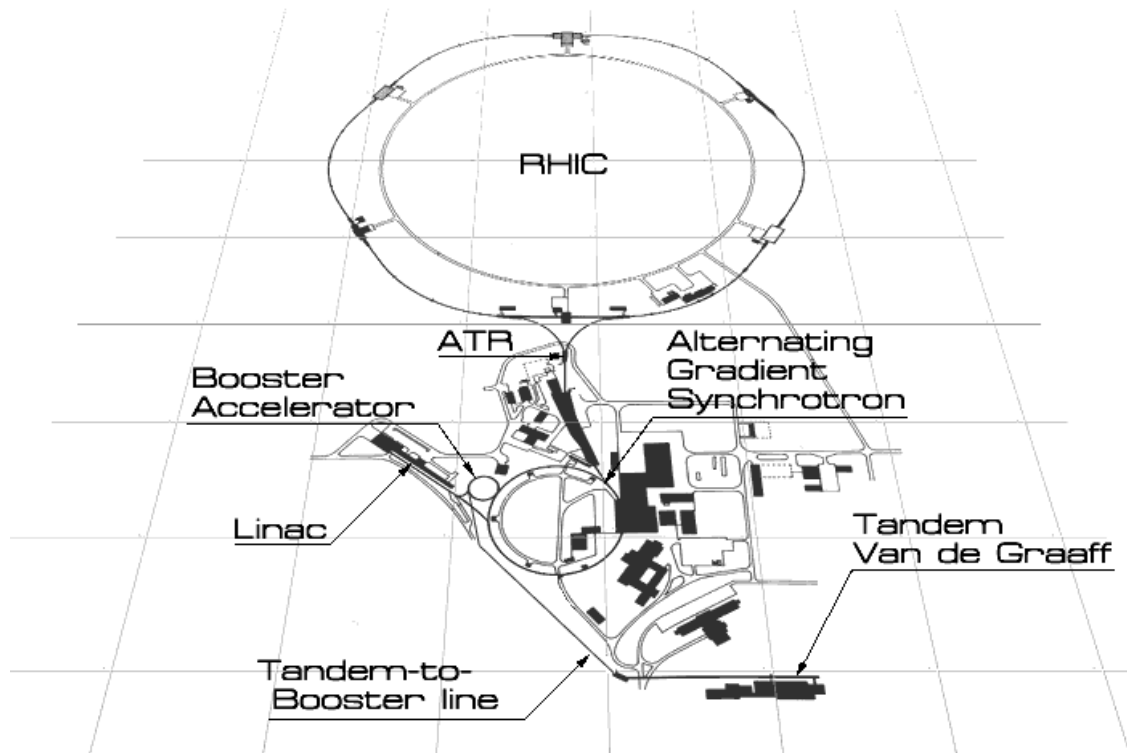 RHIC
ATR
Alternating
Gradient
Synchrotron
Booster
Accelerator
Linac
Tandem
Van de Graaff
Tandem-to-
Booster line